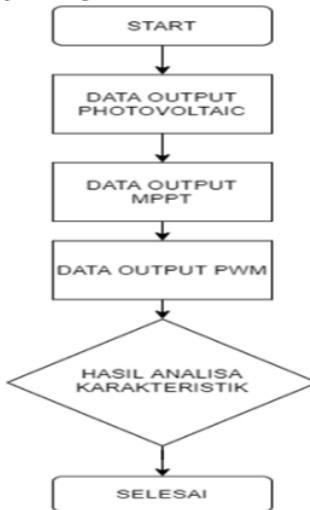 START
DATA OUTPUT
PHOTOVOLTAIC
DATA OUTPUT
MPPT
DATA OUTPUT PWM
HASIL ANALISA
KARAKTERISTIK
SELESAI